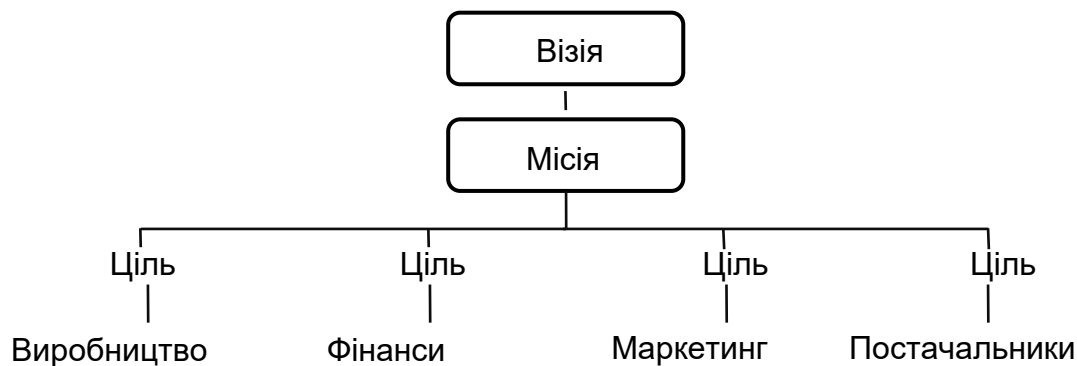 Візія
Місія
Ціль Ціль Ціль Ціль
Виробництво Фінанси Маркетинг Постачальники